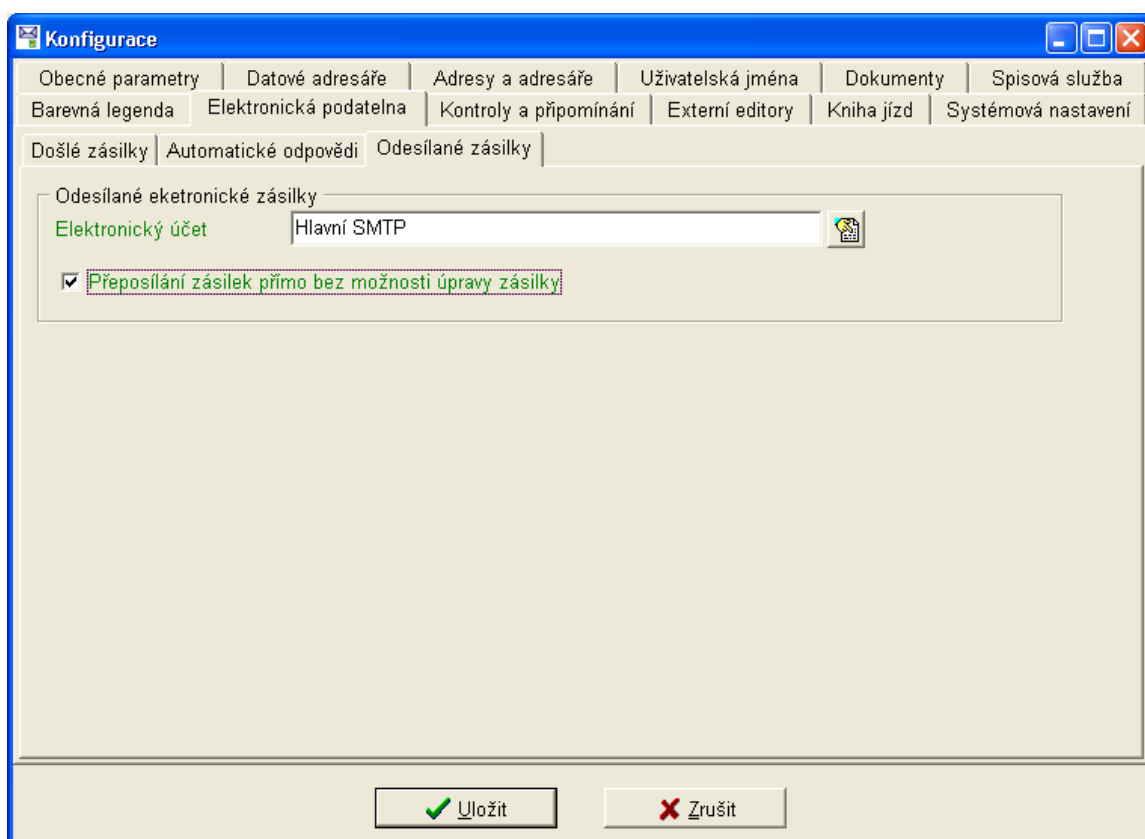 Konfigurace
Obecné parametry Datové adresáře Adresy a adresáře Uživatelská jména Dokumenty Spisová služba
Barevná legenda Elektronická podatelna Kontroly a připomínání Externí editory Kniha jízd Systémová nastavení
Došlé zásilky Automatické odpovědi Odesílané zásilky
Odesílané eketronické zásilky
Elektronický účet Hlavní SMTP
Přeposílání zásilek přímo bez možnosti úpravy zásilky
Uložit Zrušit